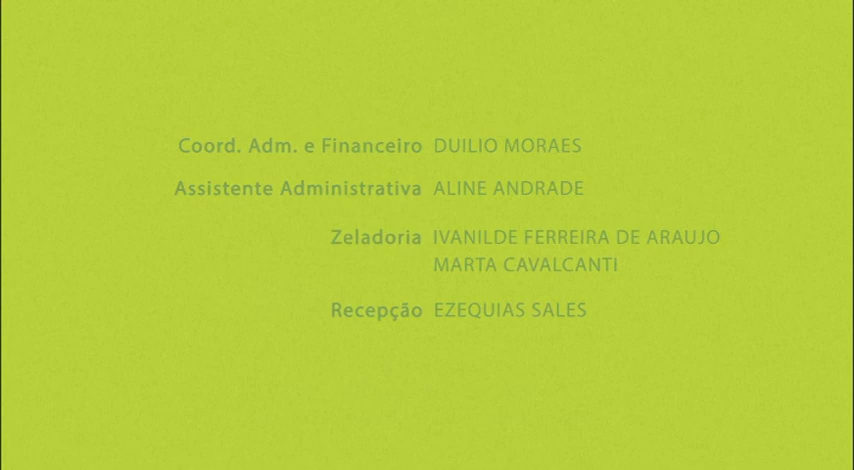 Coord. Adm. e Financeiro DUILIO MORAES
Assistente Administrativa ALINE ANDRADE
Zeladoria IVANILDE FERREIRA DE ARAUJO
MARTA CAVALCANTI
Recepção EZEQUIAS SALES